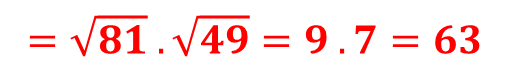 = √81 . √49 = 9 . 7 = 63